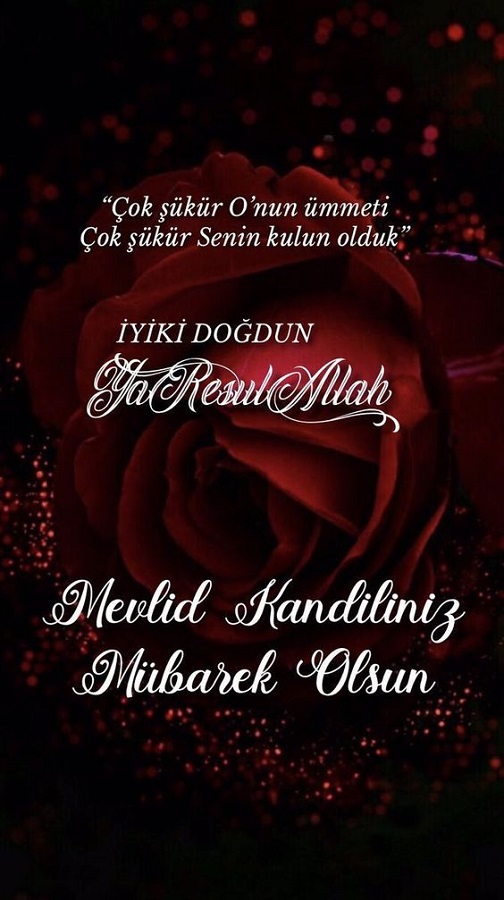 “Çok şükür O’nun ümmeti
Çok şükür Senin kulun olduk”
İYİKİ DOĞDUN
Ya Resul Allah
Mevlid Kandiliniz
Mübarek Olsun